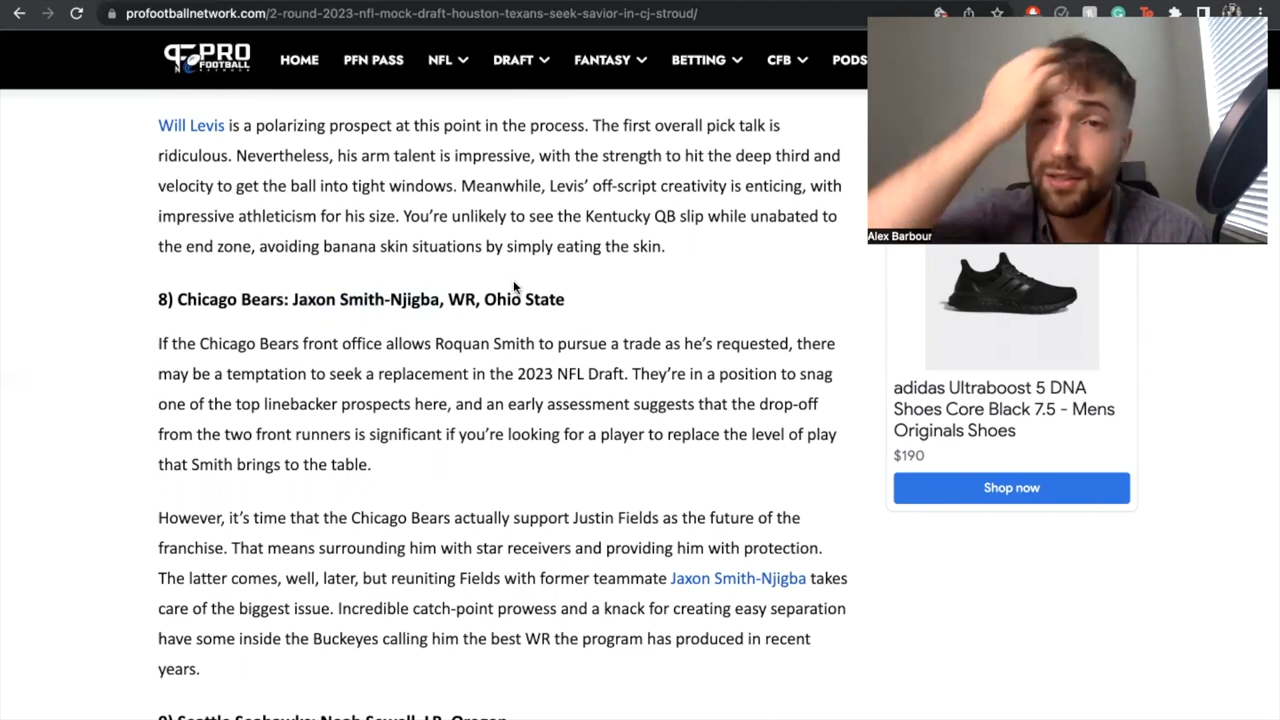 profootballnetwork.com/2-round-2023-nfl-mock-draft-houston-texans-seek-savior-in-cj-stroud/
PRO
FOOTBALL
NETWORK
HOME PFN PASS NFL DRAFT FANTASY BETTING CFB PODS
Will Levis is a polarizing prospect at this point in the process. The first overall pick talk is
ridiculous. Nevertheless, his arm talent is impressive, with the strength to hit the deep third and
velocity to get the ball into tight windows. Meanwhile, Levis’ off-script creativity is enticing, with
impressive athleticism for his size. You’re unlikely to see the Kentucky QB slip while unabated to
the end zone, avoiding banana skin situations by simply eating the skin.
Alex Barbour
8) Chicago Bears: Jaxon Smith-Njigba, WR, Ohio State
If the Chicago Bears front office allows Roquan Smith to pursue a trade as he’s requested, there
may be a temptation to seek a replacement in the 2023 NFL Draft. They’re in a position to snag
one of the top linebacker prospects here, and an early assessment suggests that the drop-off
from the two front runners is significant if you’re looking for a player to replace the level of play
that Smith brings to the table.
However, it’s time that the Chicago Bears actually support Justin Fields as the future of the
franchise. That means surrounding him with star receivers and providing him with protection.
The latter comes, well, later, but reuniting Fields with former teammate Jaxon Smith-Njigba takes
care of the biggest issue. Incredible catch-point prowess and a knack for creating easy separation
have some inside the Buckeyes calling him the best WR the program has produced in recent
years.
9) Seattle Seahawks: Noah Sewell, LB, Oregon
adidas Ultraboost 5 DNA
Shoes Core Black 7.5 - Mens
Originals Shoes
$190
Shop now